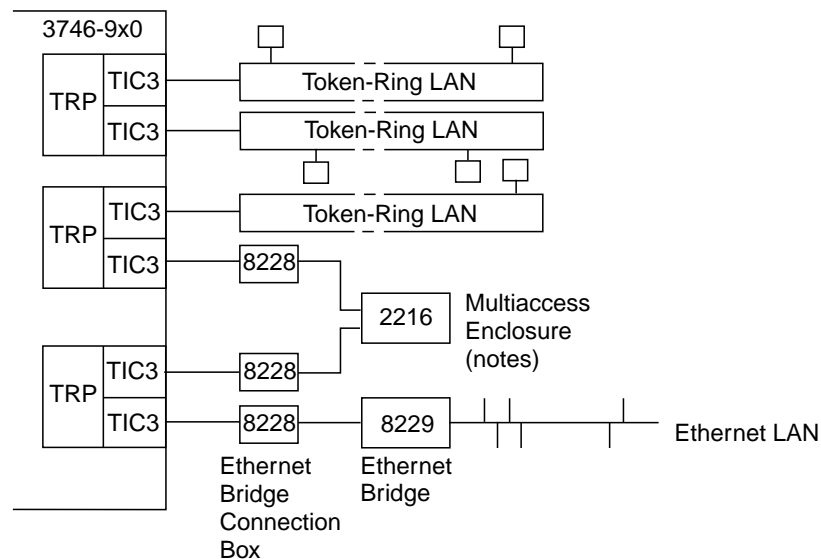 3746-9x0
TRP
TIC3
Token-Ring LAN
TIC3
Token-Ring LAN
TRP
TIC3
Token-Ring LAN
TIC3
8228
2216
Multiaccess
Enclosure
(notes)
TRP
TIC3
8228
TIC3
8228
8229
Ethernet LAN
Ethernet
Bridge
Connection
Box
Ethernet
Bridge